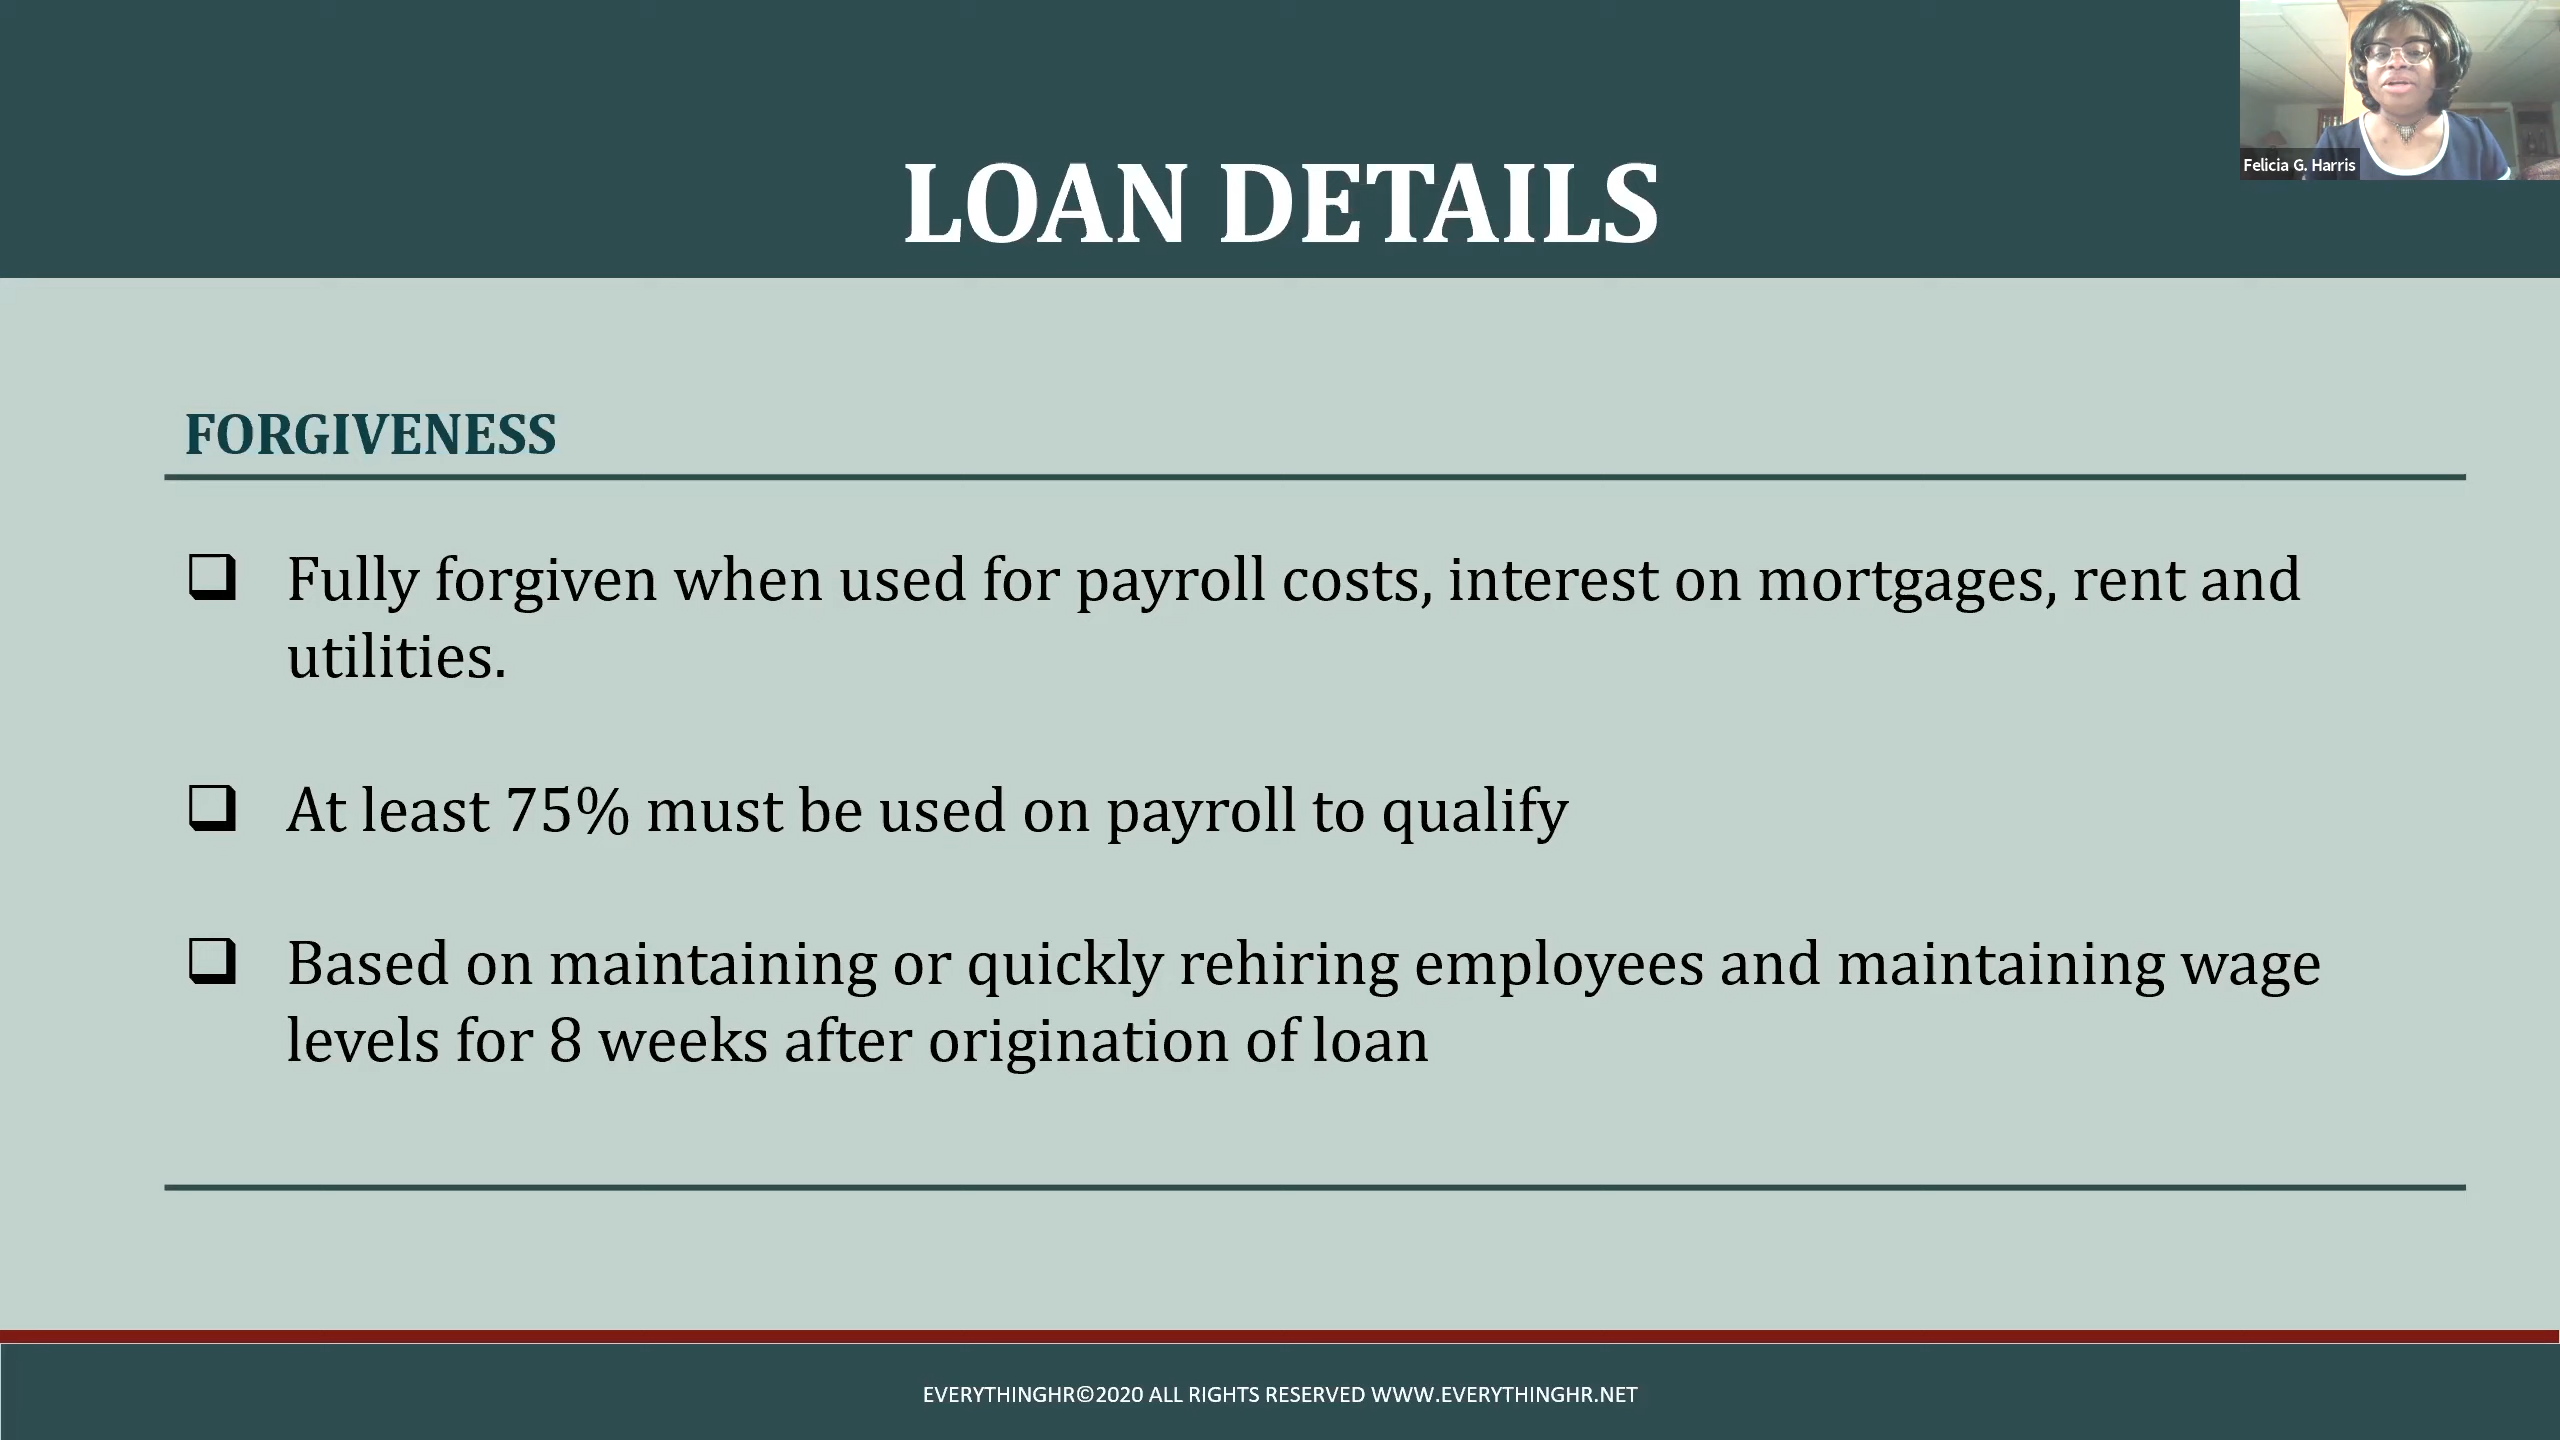 Felicia G. Harris
LOAN DETAILS
FORGIVENESS
Fully forgiven when used for payroll costs, interest on mortgages, rent and
utilities.
At least 75% must be used on payroll to qualify
Based on maintaining or quickly rehiring employees and maintaining wage
levels for 8 weeks after origination of loan
EVERYTHINGHR©2020 ALL RIGHTS RESERVED WWW.EVERYTHINGHR.NET